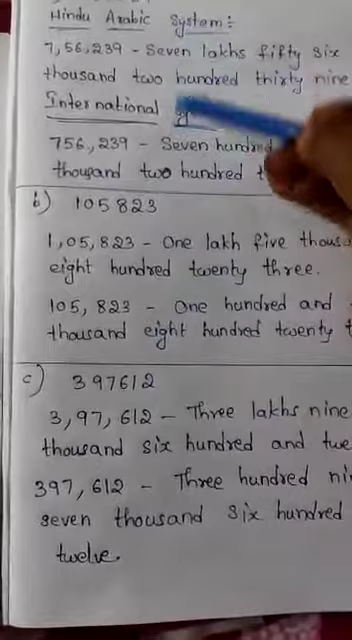 Hindu Arabic System:-
7,56,239 - Seven lakhs fifty six
thousand two hundred thirty nine
International
756,239 - Seven hundred
thousand two hundred t
b) 105823
1,05,823 - One lakh five thous
eight hundred twenty three.
105,823 - One hundred and
thousand eight hundred twenty t
c) 397612
3,97,612 - Three lakhs nine
thousand six hundred and twe
397,612 - Three hundred ni
seven thousand six hundred
twelve.